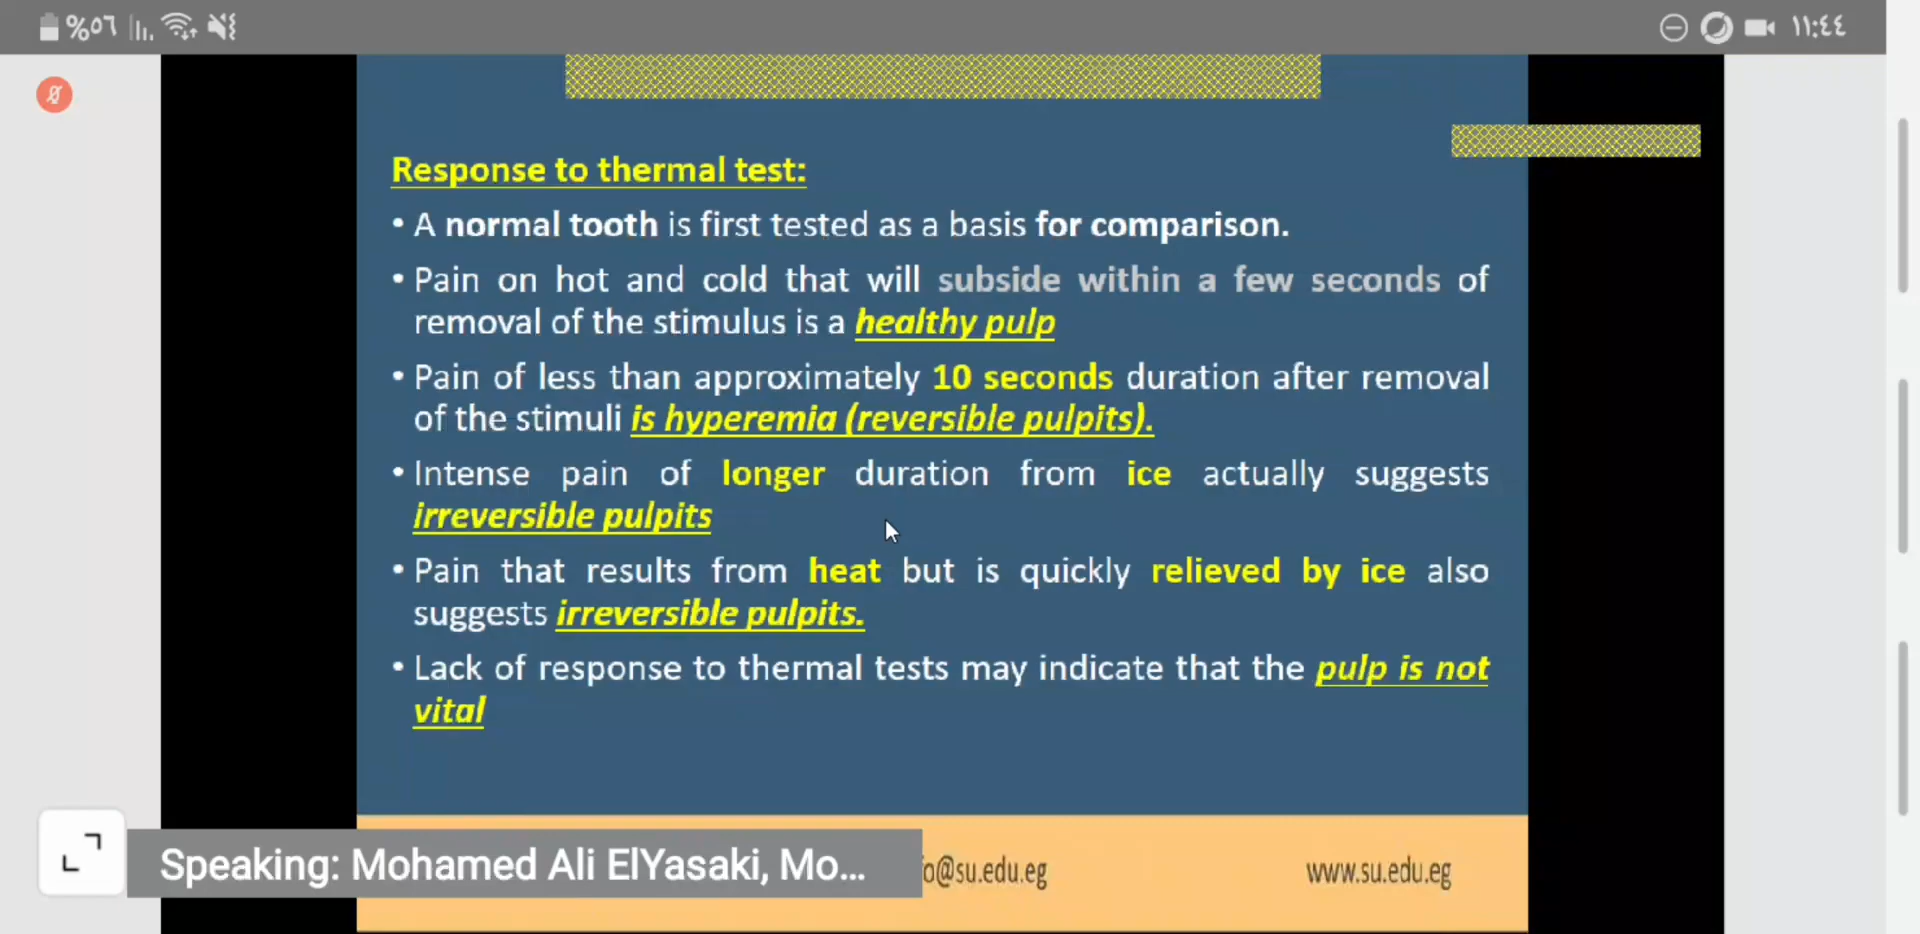 %٥٦
١١:٤٤
Response to thermal test:
• A normal tooth is first tested as a basis for comparison.
• Pain on hot and cold that will subside within a few seconds of
removal of the stimulus is a healthy pulp
• Pain of less than approximately 10 seconds duration after removal
of the stimuli is hyperemia (reversible pulpits).
• Intense pain of longer duration from ice actually suggests
irreversible pulpits
• Pain that results from heat but is quickly relieved by ice also
suggests irreversible pulpits.
• Lack of response to thermal tests may indicate that the pulp is not
vital
Speaking: Mohamed Ali ElYasaki, Mo...
fo@su.edu.eg
www.su.edu.eg